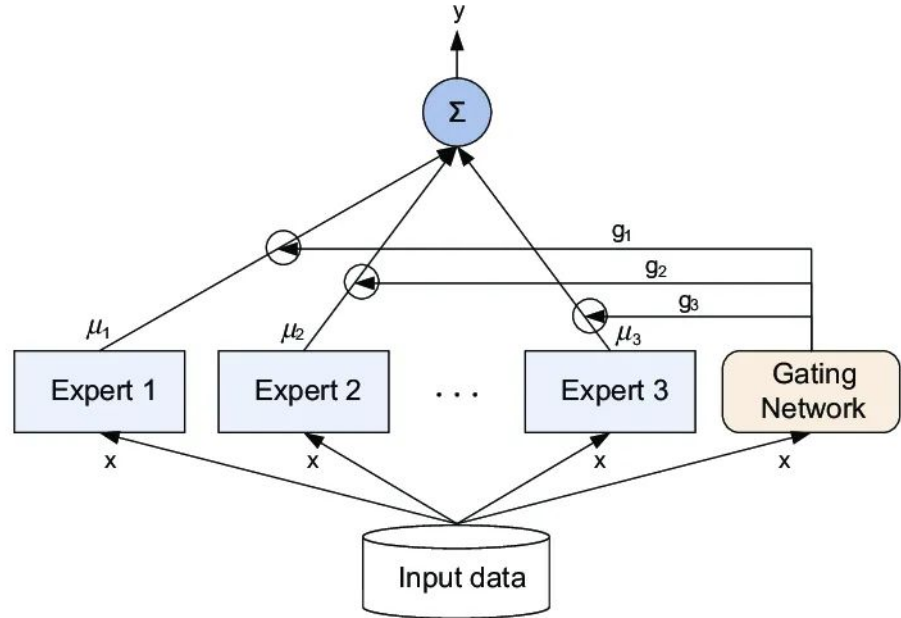 y
Σ
g₁
g₂
g₃
μ₁
μ₂
μ₃
Expert 1
Expert 2
. . .
Expert 3
Gating
Network
x
x
x
x
Input data